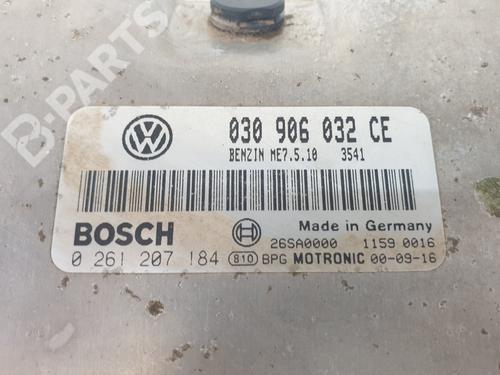 B-PARTS
030 906 032 CE
BENZIN ME7.5.10 3541
BOSCH
Made in Germany
26SA0000 1159 0016
0 261 207 184 810 BPG MOTRONIC 00-09-16